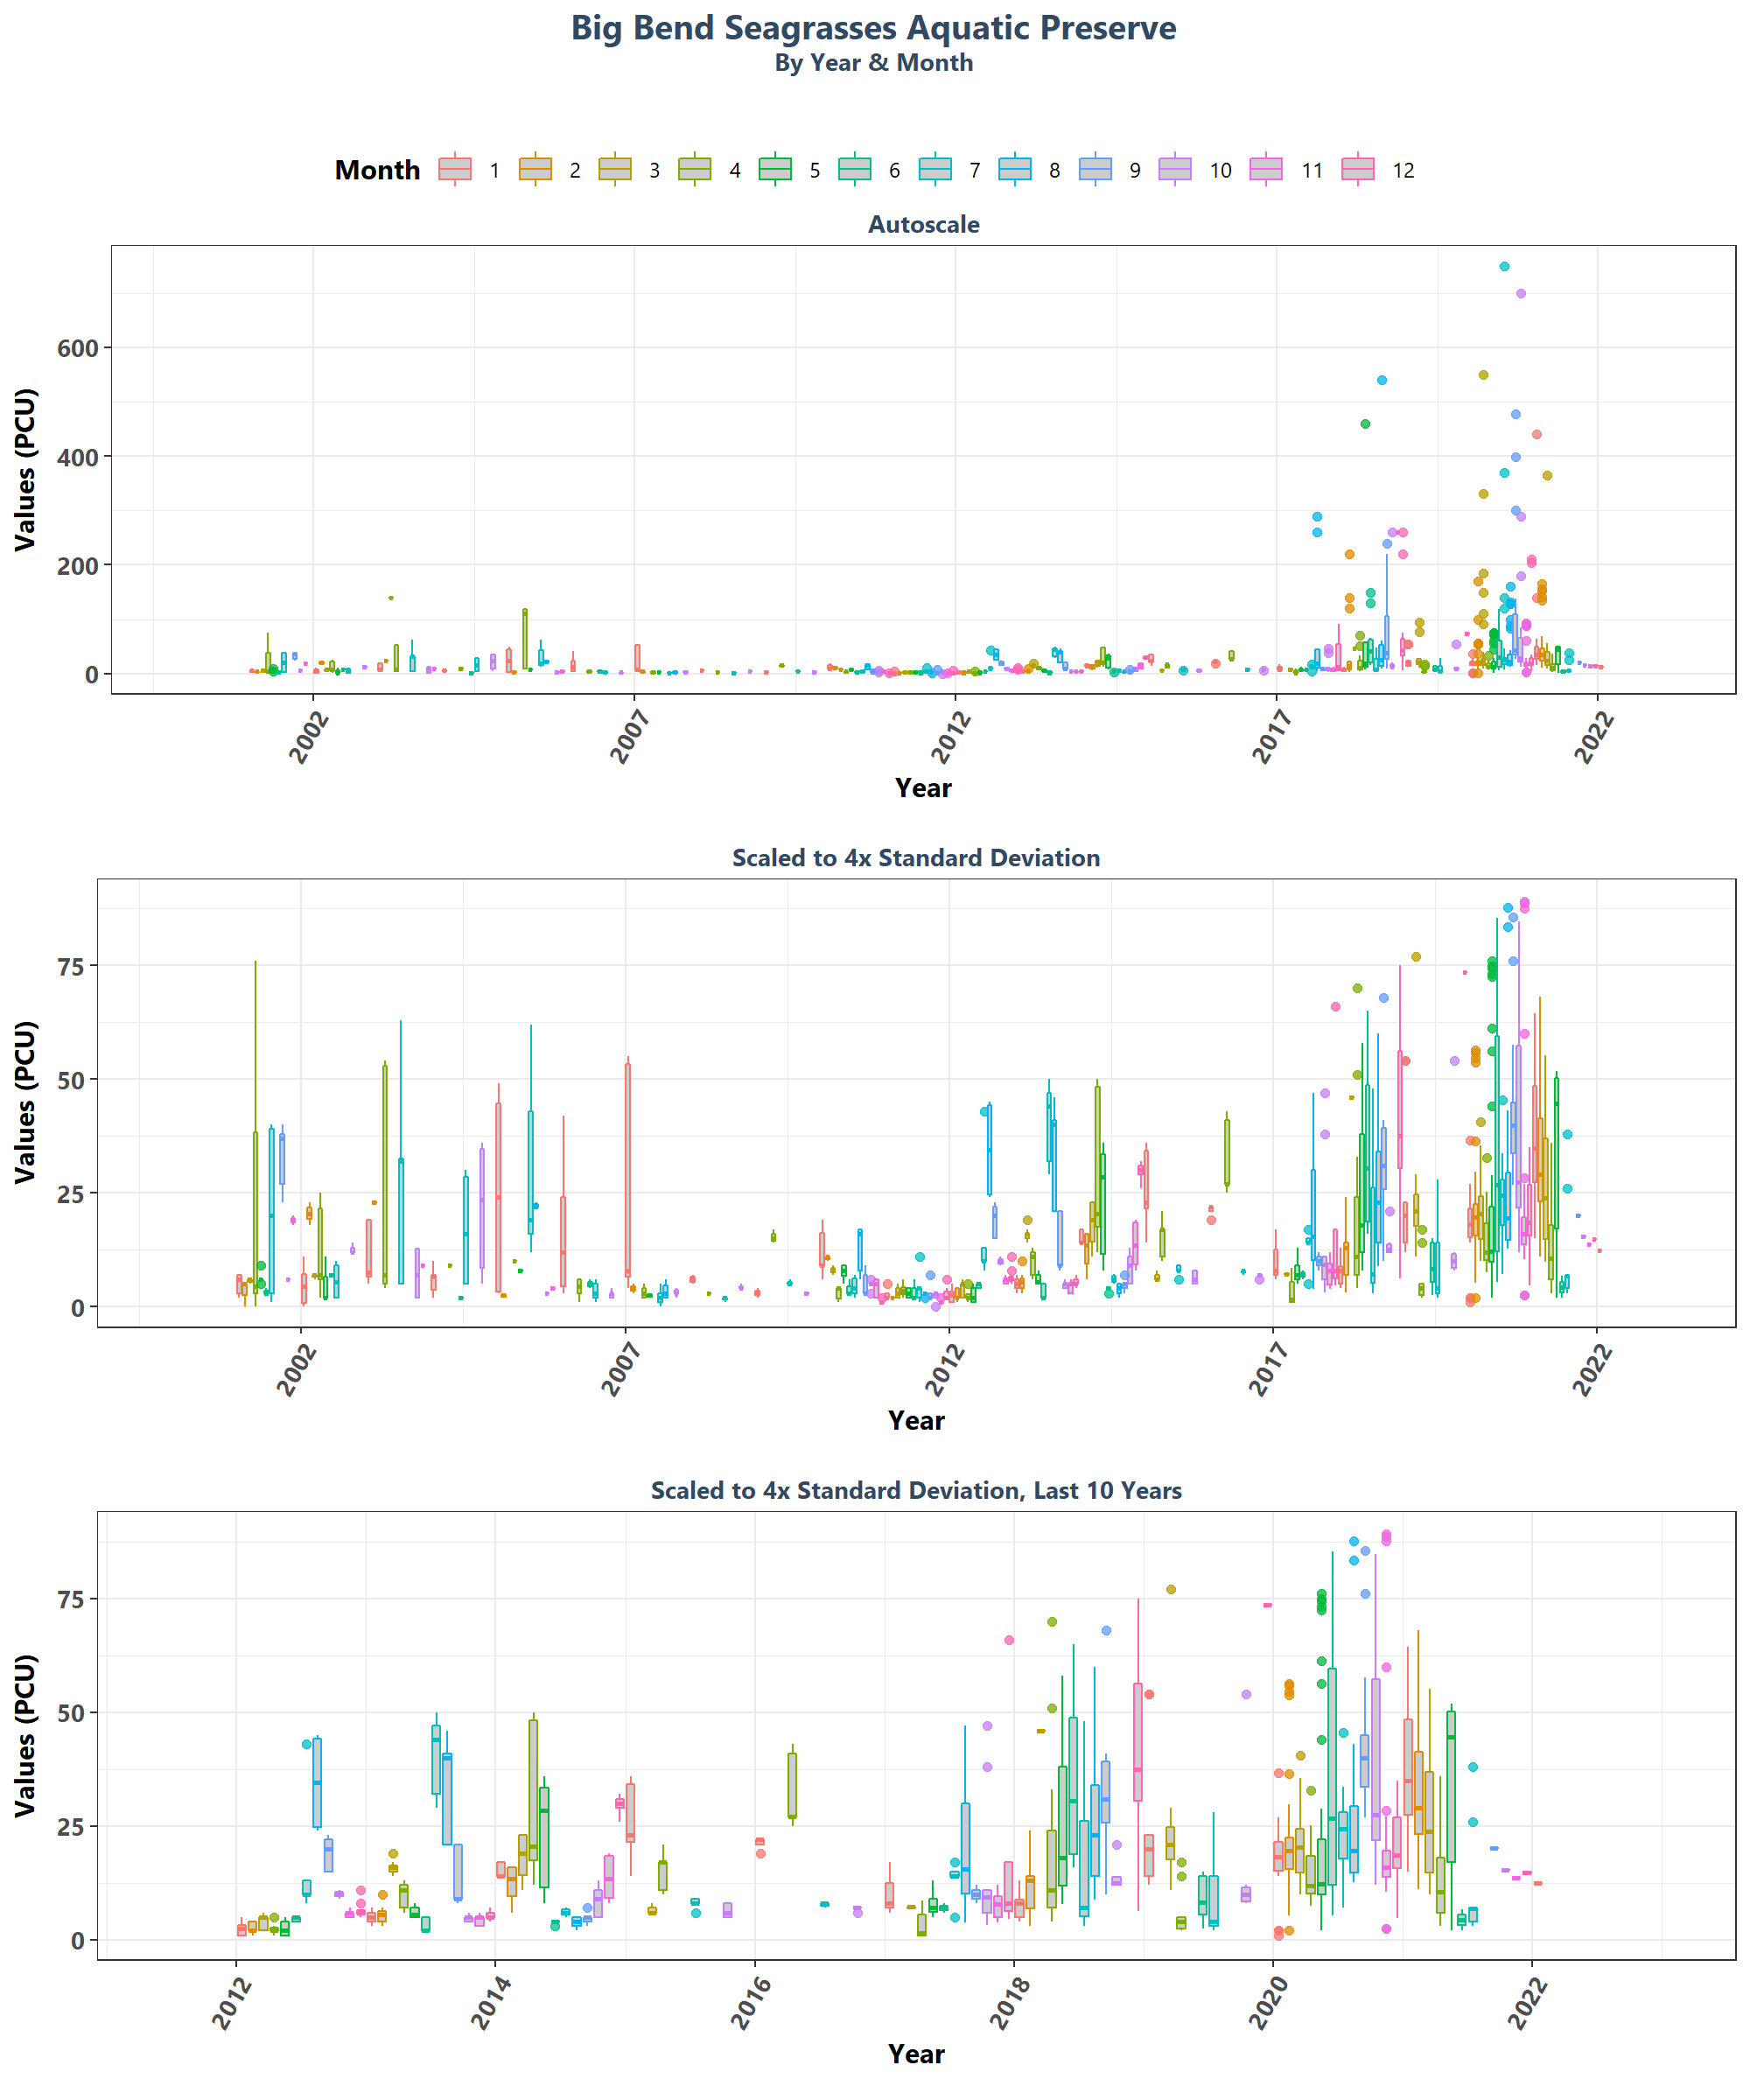 Big Bend Seagrasses Aquatic Preserve
By Year & Month
Month 1 2 3 4 5 6 7 8 9 10 11 12
Autoscale
Values (PCU)
600
400
200
0
2002 2007 2012 2017 2022
Year
Scaled to 4x Standard Deviation
Values (PCU)
75
50
25
0
2002 2007 2012 2017 2022
Year
Scaled to 4x Standard Deviation, Last 10 Years
Values (PCU)
75
50
25
0
2012 2014 2016 2018 2020 2022
Year